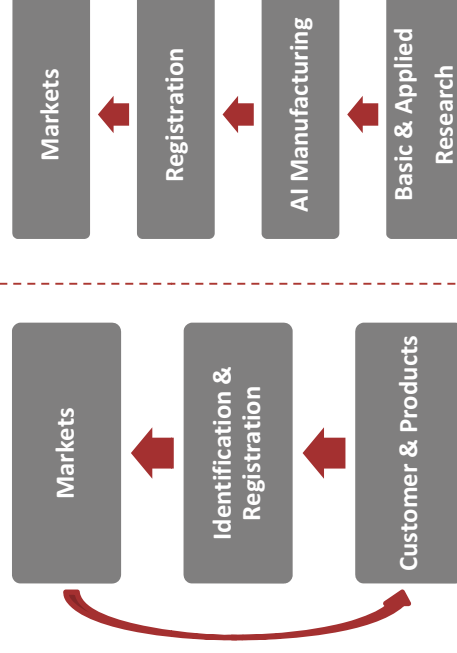 Customer & Products
Identification &
Registration
Markets
Basic & Applied
Research
AI Manufacturing
Registration
Markets